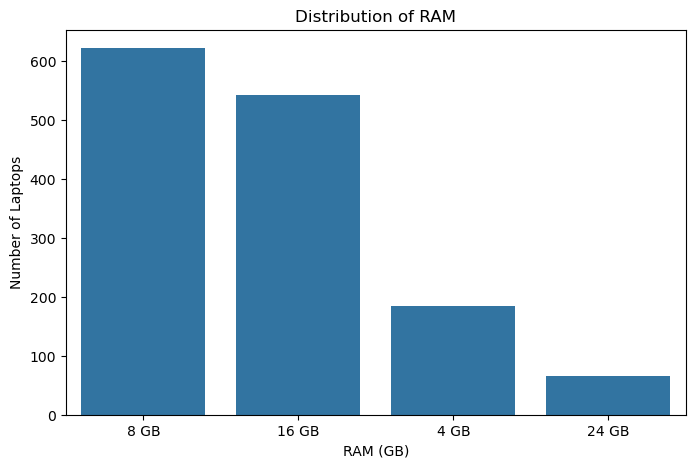 Distribution of RAM
Number of Laptops
600
500
400
300
200
100
0
8 GB
16 GB
4 GB
24 GB
RAM (GB)